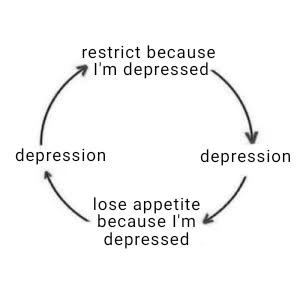 restrict because
I'm depressed
depression
depression
lose appetite
because I'm
depressed